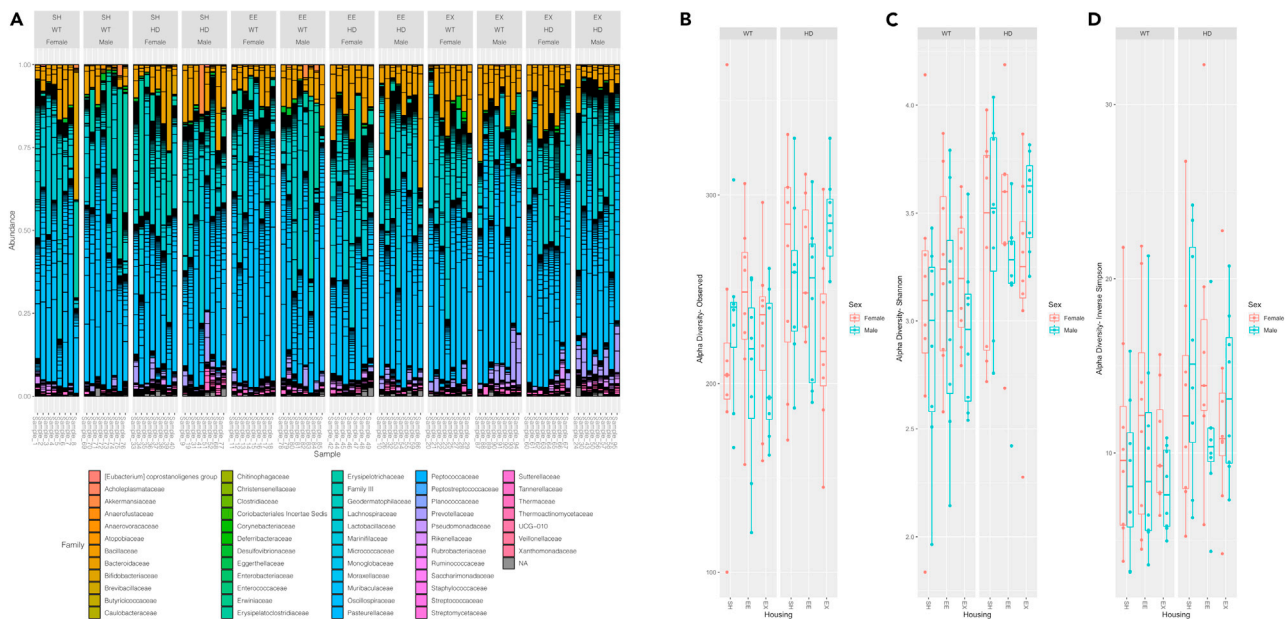 A
SH SH SH SH EE EE EE EE EX EX EX EX
WT WT HD HD WT WT HD HD WT WT HD HD
Female Male Female Male Female Male Female Male Female Male Female Male
1.00
0.75
0.50
0.25
0.00
Abundance
Sample
Family
[Eubacterium] coprostanoligenes group
Acholeplasmataceae
Akkermansiaceae
Anaerofustaceae
Anaerovoracaceae
Atopobiaceae
Bacillaceae
Bacteroidaceae
Bifidobacteriaceae
Brevibacillaceae
Butyricicoccaceae
Caulobacteraceae
Chitinophagaceae
Christensenellaceae
Clostridiaceae
Coriobacteriales Incertae Sedis
Corynebacteriaceae
Deferribacteraceae
Desulfovibrionaceae
Eggerthellaceae
Enterobacteriaceae
Enterococcaceae
Erwiniaceae
Erysipelatoclostridiaceae
Erysipelotrichaceae
Family III
Geodermatophilaceae
Lachnospiraceae
Lactobacillaceae
Marinifilaceae
Micrococcaceae
Monoglobaceae
Moraxellaceae
Muribaculaceae
Oscillospiraceae
Pasteurellaceae
Peptococcaceae
Peptostreptococcaceae
Planococcaceae
Prevotellaceae
Pseudomonadaceae
Rikenellaceae
Rubrobacteriaceae
Ruminococcaceae
Saccharimonadaceae
Staphylococcaceae
Streptococcaceae
Streptomycetaceae
Sutterellaceae
Tannerellaceae
Thermaceae
Thermoactinomycetaceae
UCG-010
Veillonellaceae
Xanthomonadaceae
NA
B
WT HD
300
200
100
Alpha Diversity- Observed
SH EE EX SH EE EX
Housing
Sex
Female
Male
C
WT HD
4.0
3.5
3.0
2.5
2.0
Alpha Diversity- Shannon
SH EE EX SH EE EX
Housing
Sex
Female
Male
D
WT HD
30
20
10
Alpha Diversity- Inverse Simpson
SH EE EX SH EE EX
Housing
Sex
Female
Male